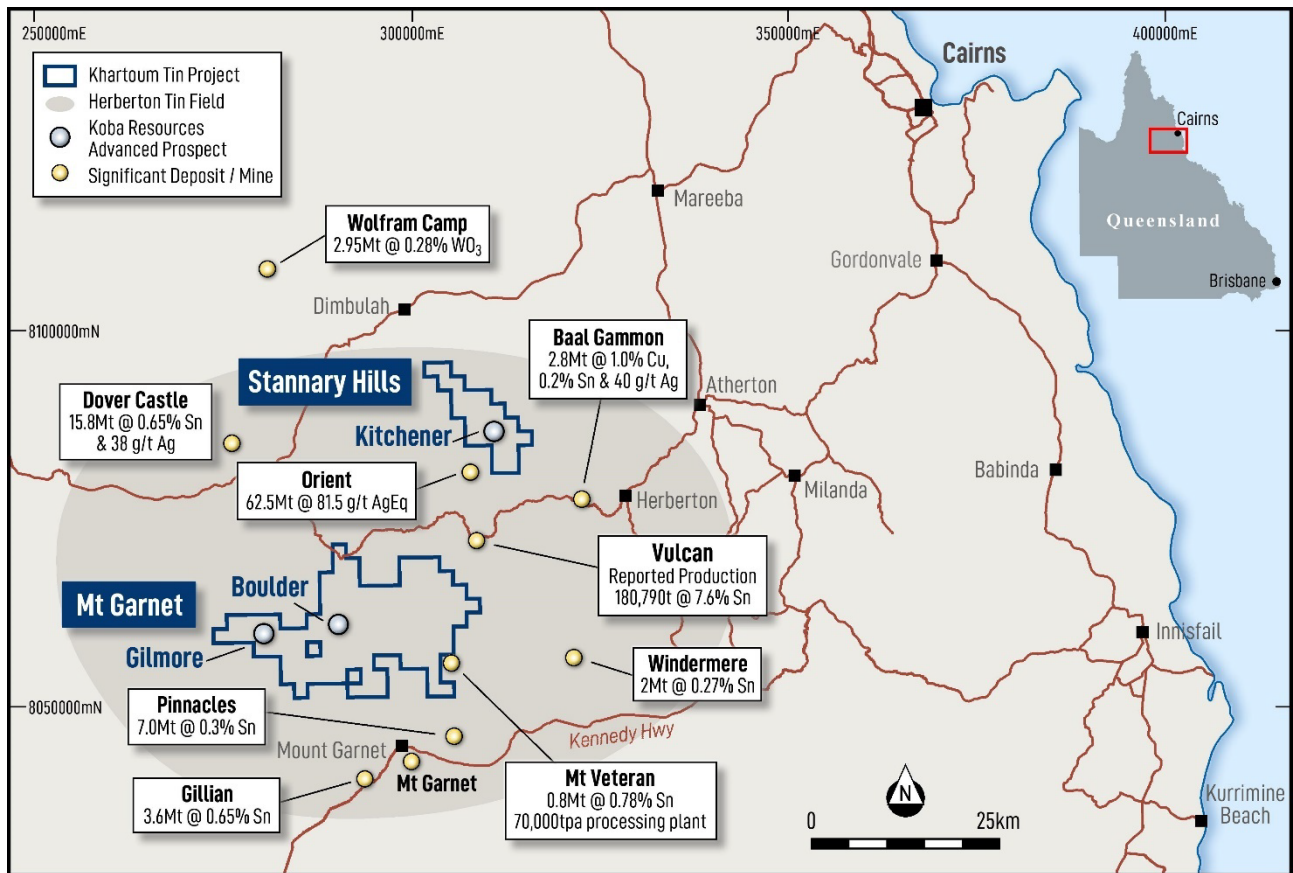 250000mE
300000mE
350000mE
400000mE
Khartoum Tin Project
Herberton Tin Field
Koba Resources
Advanced Prospect
Significant Deposit / Mine
Cairns
Cairns
Queensland
Brisbane
Mareeba
Wolfram Camp
2.95Mt @ 0.28% WO₃
Gordonvale
Dimbulah
8100000mN
8100000mN
Baal Gammon
2.8Mt @ 1.0% Cu,
0.2% Sn & 40 g/t Ag
Stannary Hills
Atherton
Dover Castle
15.8Mt @ 0.65% Sn
& 38 g/t Ag
Kitchener
Orient
62.5Mt @ 81.5 g/t AgEq
Herberton
Milanda
Babinda
Vulcan
Reported Production
180,790t @ 7.6% Sn
Boulder
Mt Garnet
Gilmore
Innisfail
Windermere
2Mt @ 0.27% Sn
Pinnacles
7.0Mt @ 0.3% Sn
8050000mN
8050000mN
Kennedy Hwy
Mount Garnet
Mt Garnet
Mt Veteran
0.8Mt @ 0.78% Sn
70,000tpa processing plant
Gillian
3.6Mt @ 0.65% Sn
N
0
25km
Kurrimine
Beach